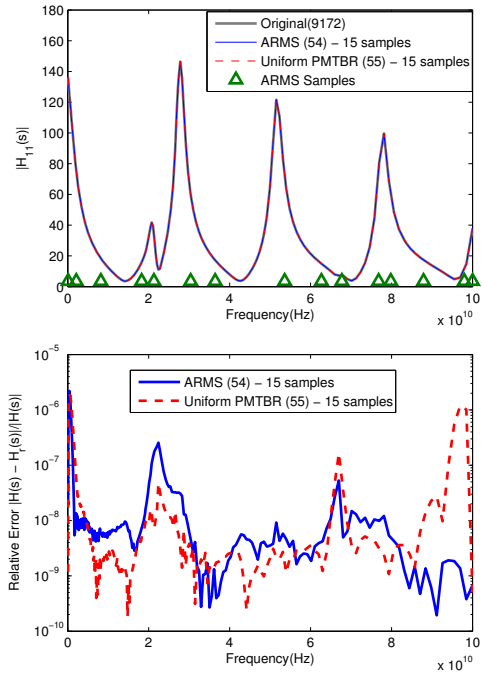 180
160
140
120
100
80
60
40
20
0
|H11(s)|
Original(9172)
ARMS (54) − 15 samples
Uniform PMTBR (55) − 15 samples
ARMS Samples
0 2 4 6 8 10
Frequency(Hz)
x 10^10
10^−5
10^−6
10^−7
10^−8
10^−9
10^−10
Relative Error |H(s) − Hr(s)|/|H(s)|
ARMS (54) − 15 samples
Uniform PMTBR (55) − 15 samples
0 2 4 6 8 10
Frequency(Hz)
x 10^10